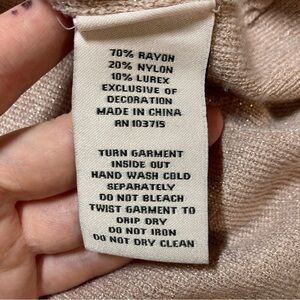 70% RAYON
20% NYLON
10% LUREX
EXCLUSIVE OF
DECORATION
MADE IN CHINA
RN 103715
TURN GARMENT
INSIDE OUT
HAND WASH COLD
SEPARATELY
DO NOT BLEACH
TWIST GARMENT TO
DRIP DRY
DO NOT IRON
DO NOT DRY CLEAN